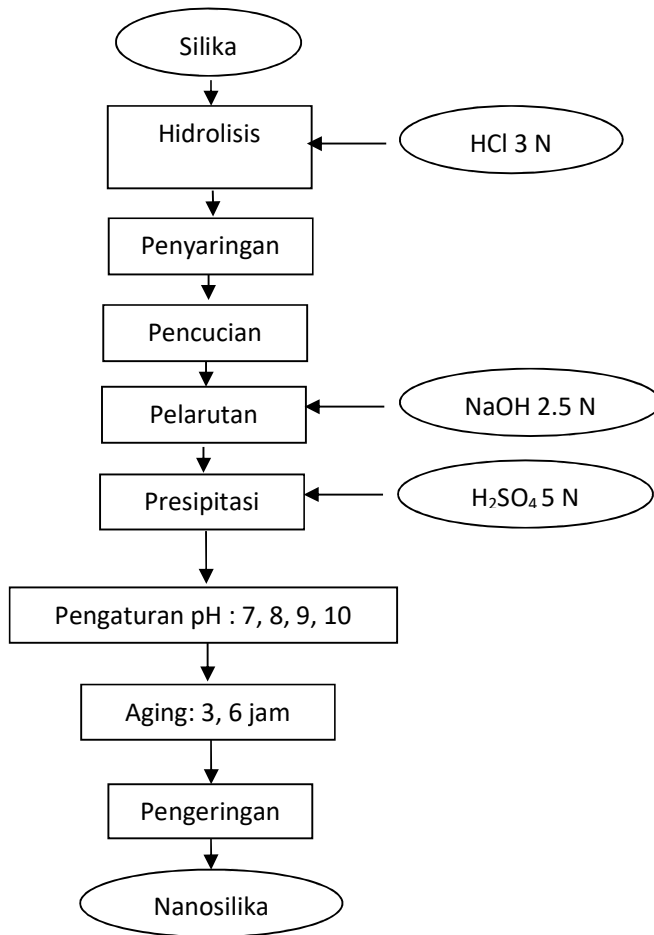 Silika
Hidrolisis
HCl 3 N
Penyaringan
Pencucian
Pelarutan
NaOH 2.5 N
Presipitasi
H₂SO₄ 5 N
Pengaturan pH : 7, 8, 9, 10
Aging: 3, 6 jam
Pengeringan
Nanosilika